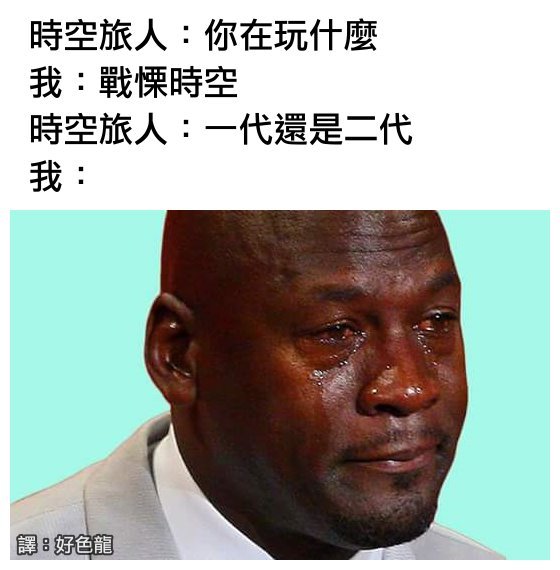 時空旅人：你在玩什麼
我：戰慄時空
時空旅人：一代還是二代
我：
譯：好色龍